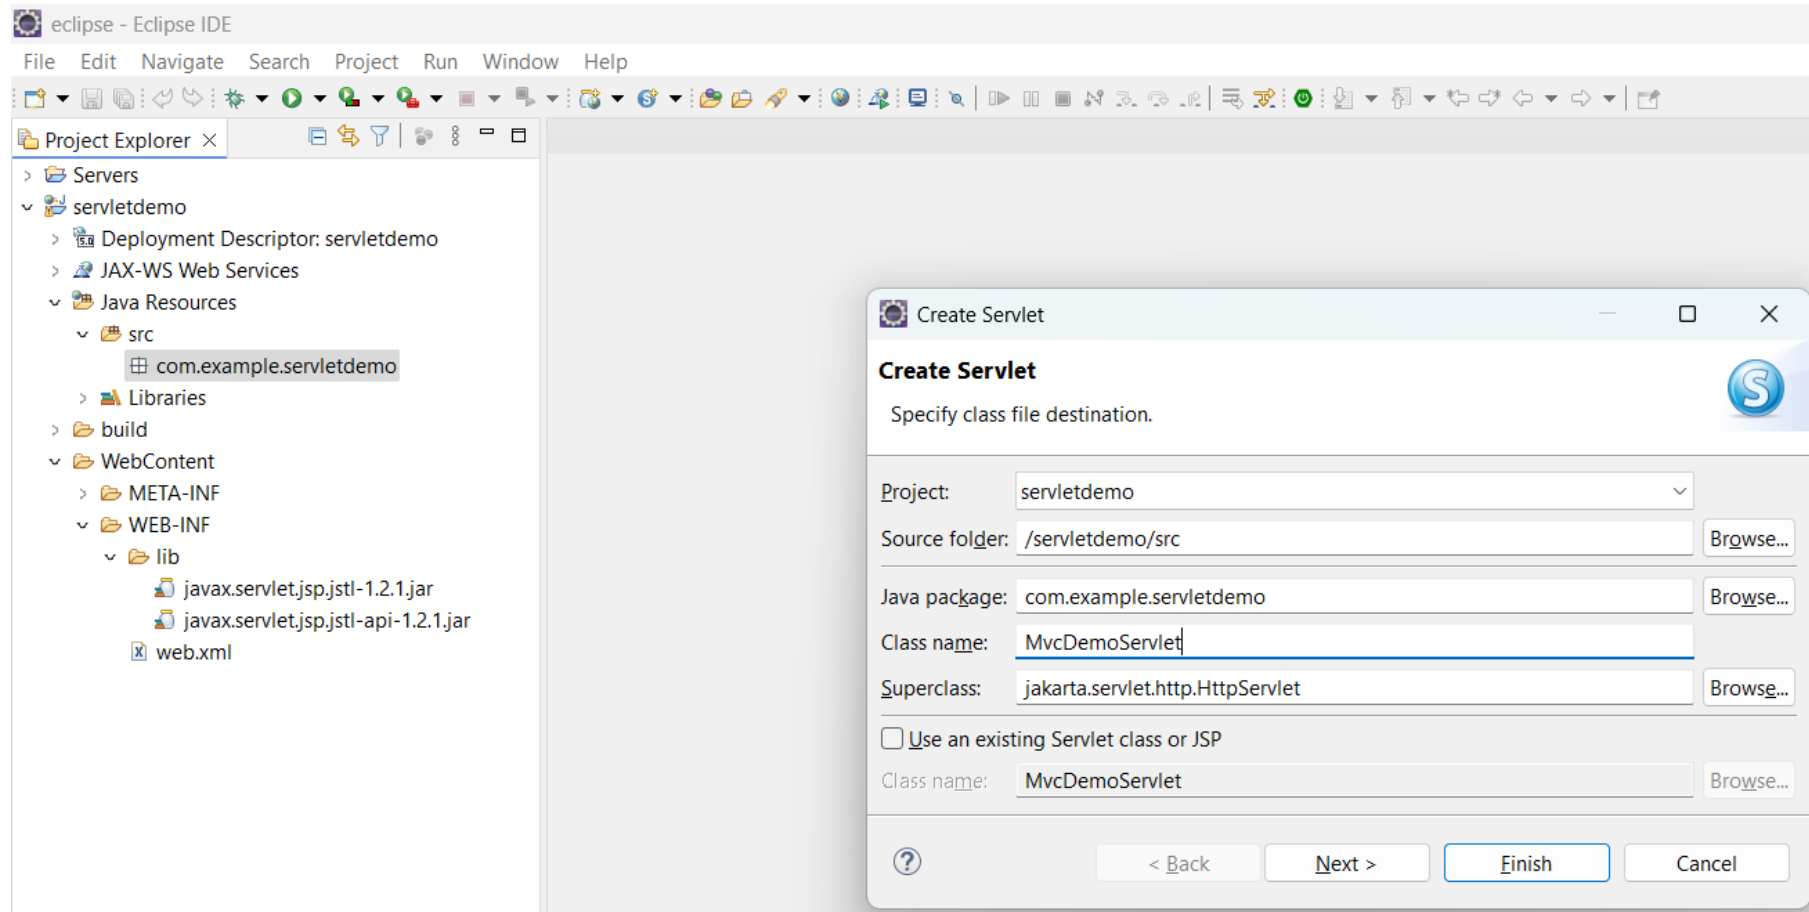 eclipse - Eclipse IDE
File Edit Navigate Search Project Run Window Help
Project Explorer
Servers
servletdemo
5.0 Deployment Descriptor: servletdemo
JAX-WS Web Services
Java Resources
src
com.example.servletdemo
Libraries
build
WebContent
META-INF
WEB-INF
lib
javax.servlet.jsp.jstl-1.2.1.jar
javax.servlet.jsp.jstl-api-1.2.1.jar
web.xml
Create Servlet
Create Servlet
Specify class file destination.
Project: servletdemo
Source folder: /servletdemo/src Browse...
Java package: com.example.servletdemo Browse...
Class name: MvcDemoServlet
Superclass: jakarta.servlet.http.HttpServlet Browse...
Use an existing Servlet class or JSP
Class name: MvcDemoServlet Browse...
< Back Next > Finish Cancel